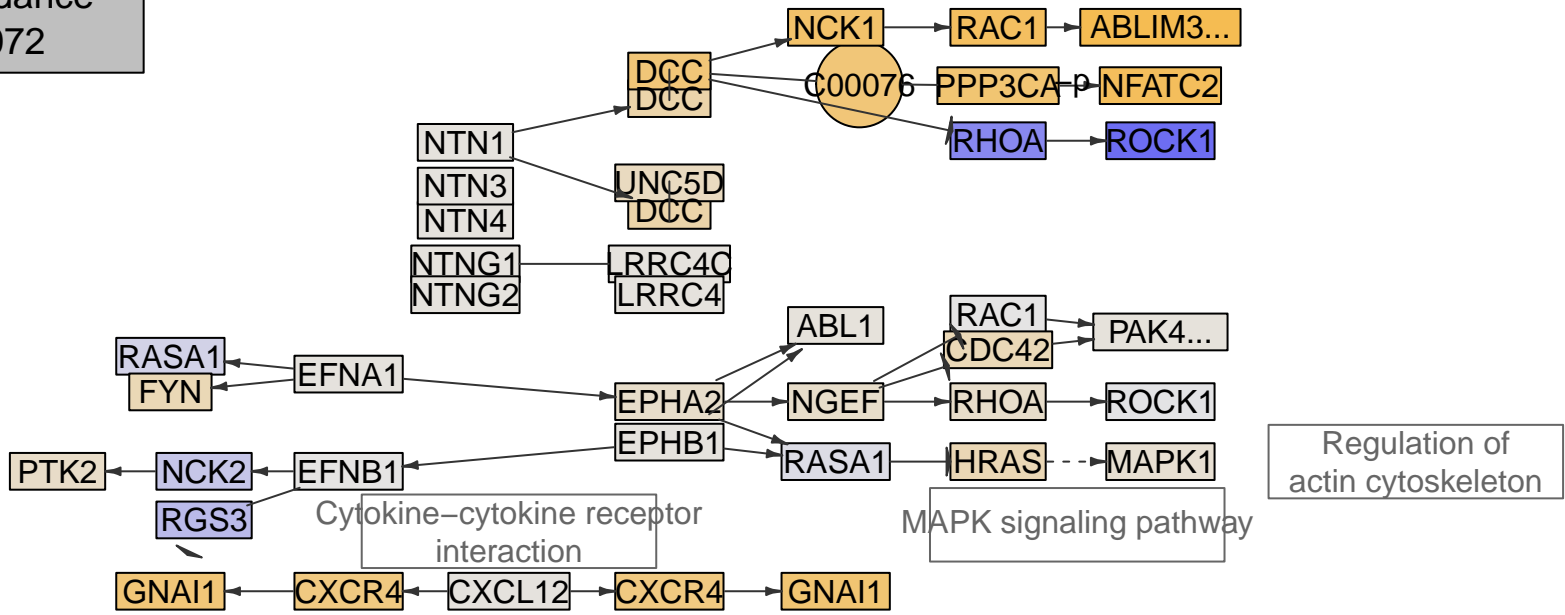 NCK1 RAC1 ABLIM3...
072
DCC C00076 PPP3CA -p NFATC2
DCC
NTN1 RHOA ROCK1
NTN3 UNC5D
NTN4 DCC
NTNG1 LRRC4C
NTNG2 LRRC4
ABL1 RAC1 PAK4...
RASA1 CDC42
FYN EFNA1
EPHA2 NGEF RHOA ROCK1
EPHB1
PTK2 NCK2 EFNB1 RASA1 HRAS MAPK1
Regulation of
actin cytoskeleton
RGS3
Cytokine–cytokine receptor
interaction
MAPK signaling pathway
GNAI1 CXCR4 CXCL12 CXCR4 GNAI1